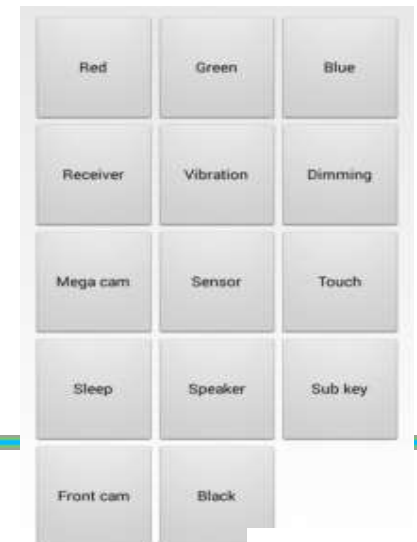 Red Green Blue
Receiver Vibration Dimming
Mega cam Sensor Touch
Sleep Speaker Sub key
Front cam Black